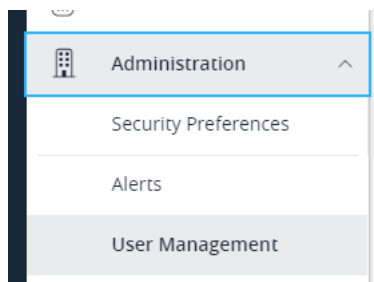 Administration
Security Preferences
Alerts
User Management